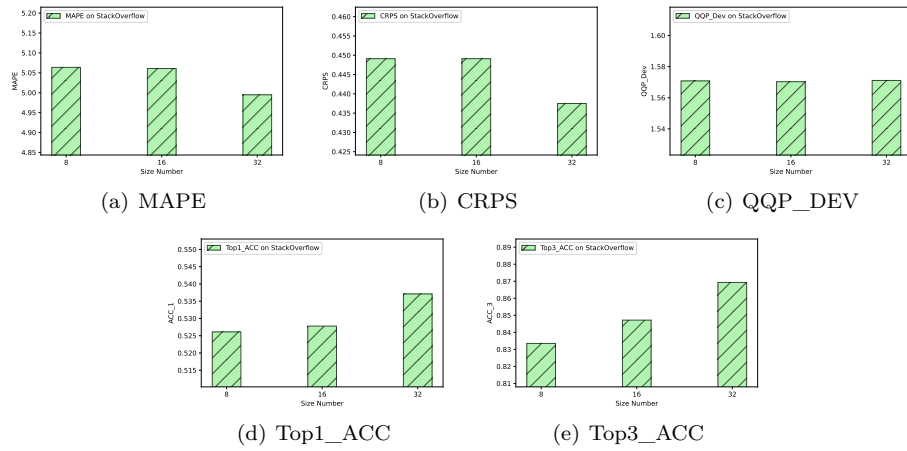 MAPE on StackOverflow
5.20
5.15
5.10
5.05
5.00
4.95
4.90
4.85
MAPE
8
16
32
Size Number
(a) MAPE
CRPS on StackOverflow
0.460
0.455
0.450
0.445
0.440
0.435
0.430
0.425
CRPS
8
16
32
Size Number
(b) CRPS
QQP_Dev on StackOverflow
1.60
1.58
1.56
1.54
QQP_Dev
8
16
32
Size Number
(c) QQP_DEV
Top1_ACC on StackOverflow
0.550
0.545
0.540
0.535
0.530
0.525
0.520
0.515
ACC_1
8
16
32
Size Number
(d) Top1_ACC
Top3_ACC on StackOverflow
0.89
0.88
0.87
0.86
0.85
0.84
0.83
0.82
0.81
ACC_3
8
16
32
Size Number
(e) Top3_ACC